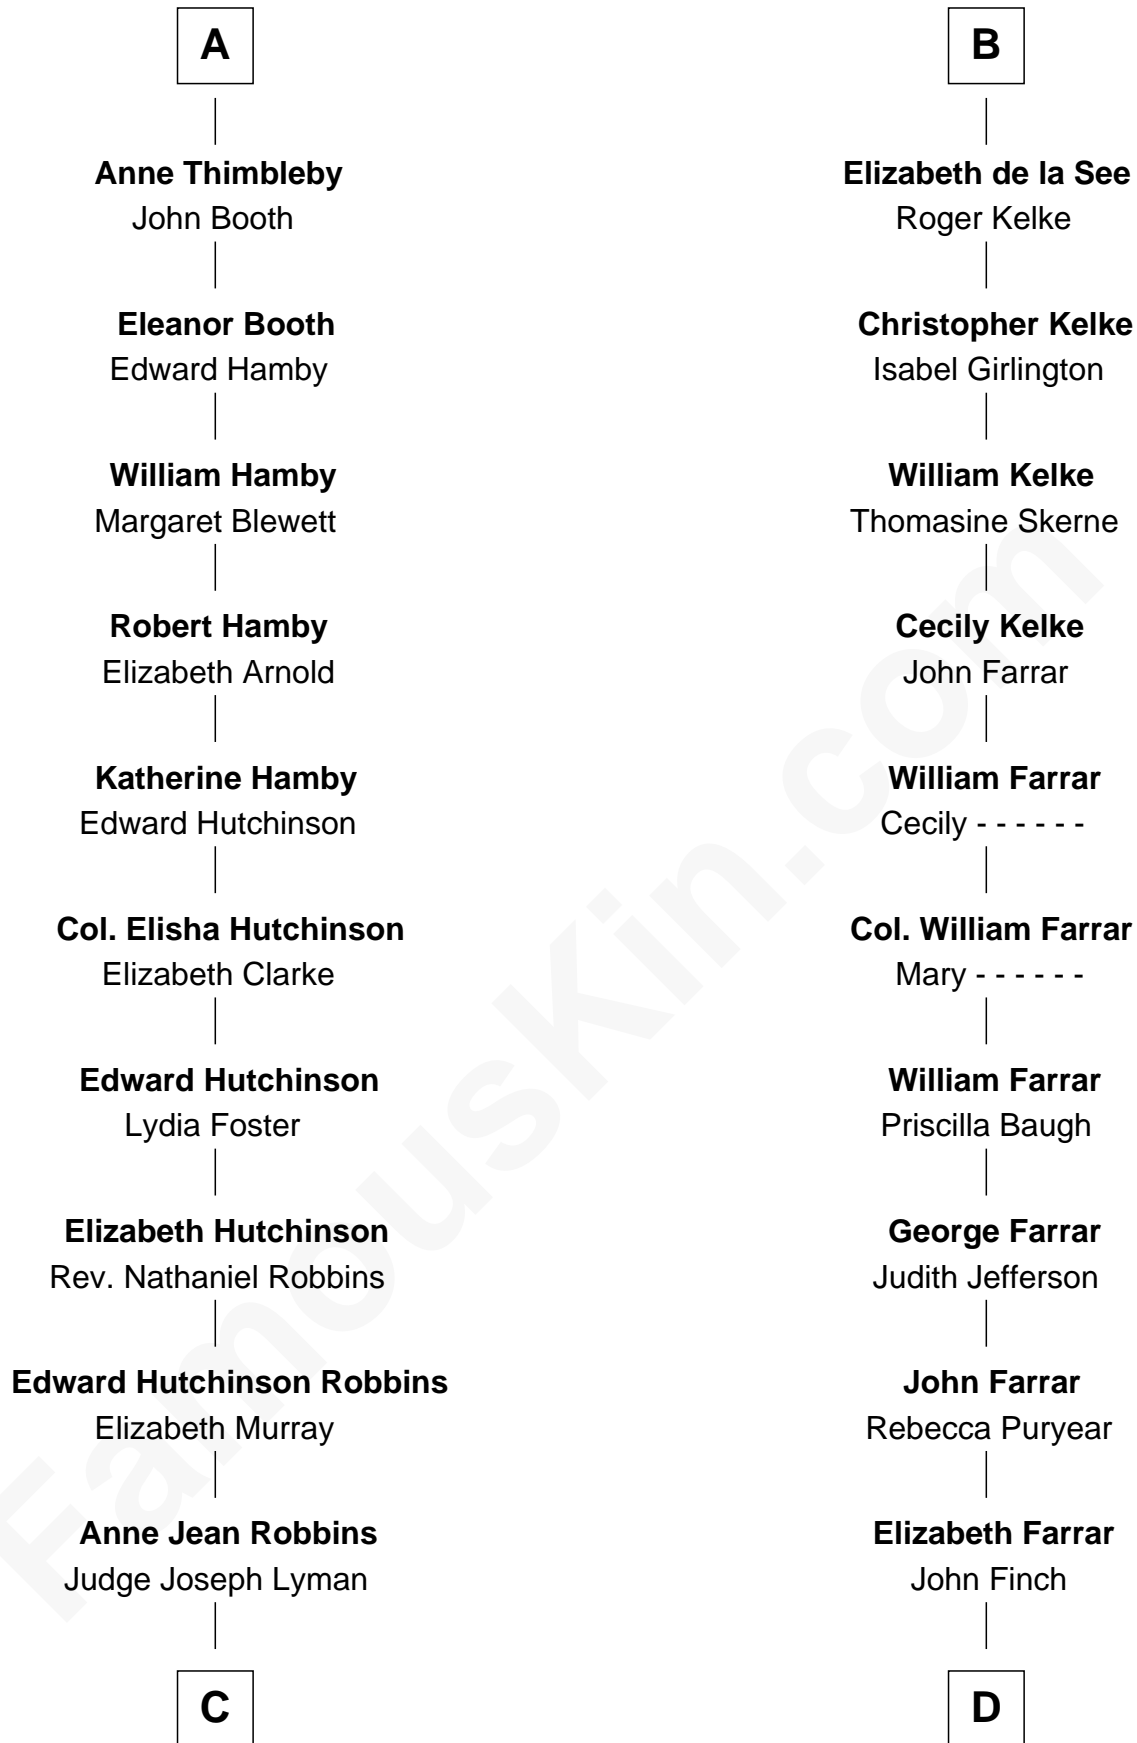 A
Anne Thimbleby
John Booth
Eleanor Booth
Edward Hamby
William Hamby
Margaret Blewett
Robert Hamby
Elizabeth Arnold
Katherine Hamby
Edward Hutchinson
Col. Elisha Hutchinson
Elizabeth Clarke
Edward Hutchinson
Lydia Foster
Elizabeth Hutchinson
Rev. Nathaniel Robbins
Edward Hutchinson Robbins
Elizabeth Murray
Anne Jean Robbins
Judge Joseph Lyman
C
B
Elizabeth de la See
Roger Kelke
Christopher Kelke
Isabel Girlington
William Kelke
Thomasine Skerne
Cecily Kelke
John Farrar
William Farrar
Cecily - - - - - -
Col. William Farrar
Mary - - - - - -
William Farrar
Priscilla Baugh
George Farrar
Judith Jefferson
John Farrar
Rebecca Puryear
Elizabeth Farrar
John Finch
D
FamousKin.com